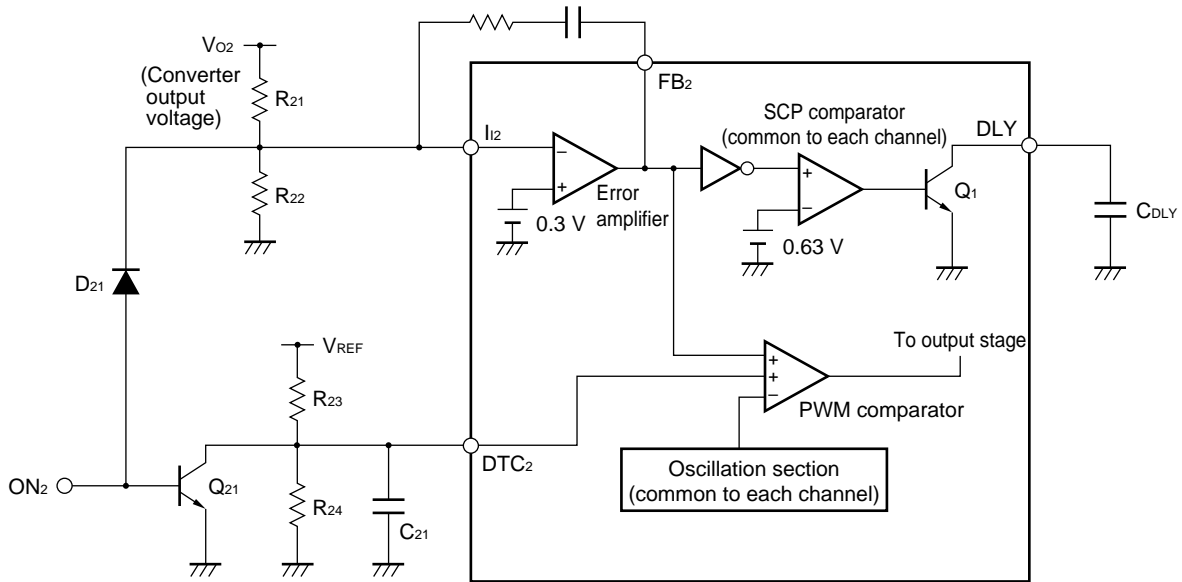 VO2
(Converter
output
voltage)
R21
R22
D21
FB2
II2
−
+
0.3 V
Error
amplifier
SCP comparator
(common to each channel)
+
−
0.63 V
DLY
Q1
CDLY
VREF
R23
To output stage
+
+
−
PWM comparator
DTC2
Oscillation section
(common to each channel)
ON2
Q21
R24
C21